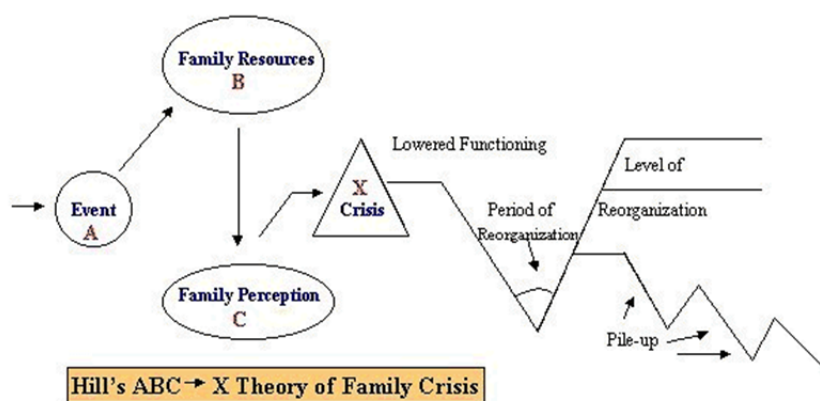 Family Resources
B
Event
A
Family Perception
C
X
Crisis
Lowered Functioning
Period of
Reorganization
Level of
Reorganization
Pile-up
Hill's ABC→ X Theory of Family Crisis